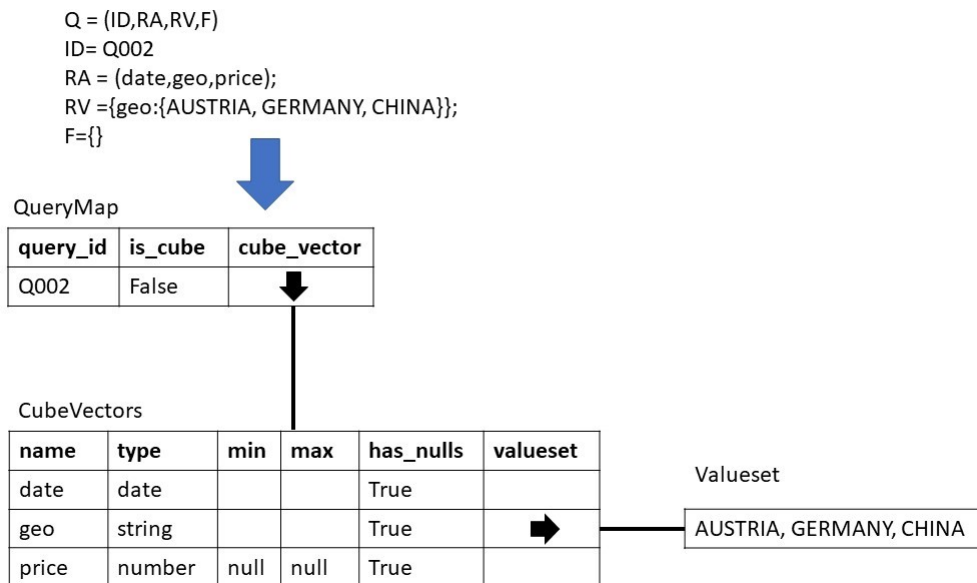 Q = (ID,RA,RV,F)
ID= Q002
RA = (date,geo,price);
RV ={geo:{AUSTRIA, GERMANY, CHINA}};
F={}
QueryMap
query_id is_cube cube_vector
Q002 False
CubeVectors
name type min max has_nulls valueset
date date True
geo string True
price number null null True
Valueset
AUSTRIA, GERMANY, CHINA